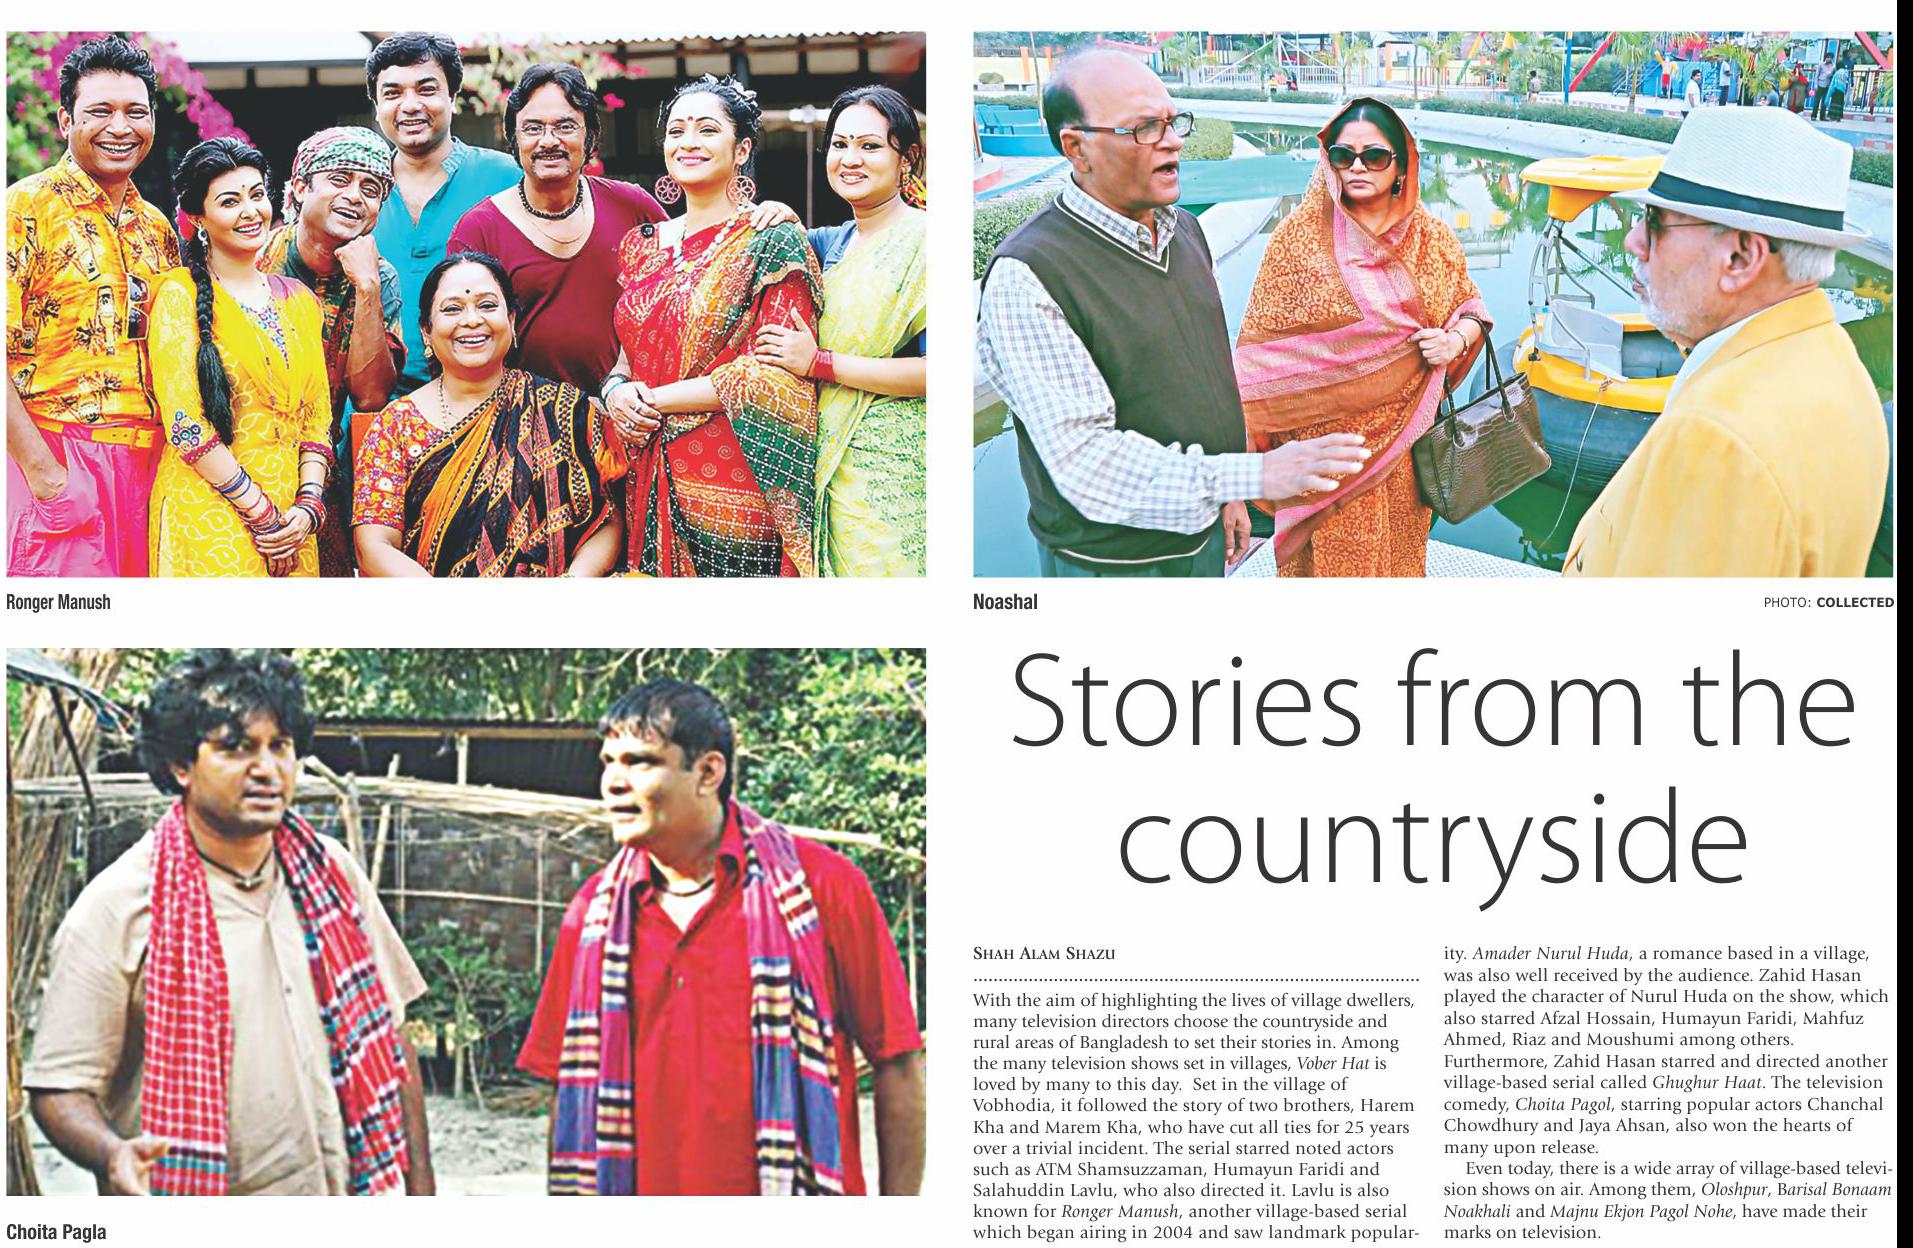 Ronger Manush
Noashal
PHOTO: COLLECTED
Choita Pagla
Stories from the
countryside
SHAH ALAM SHAZU
With the aim of highlighting the lives of village dwellers,
many television directors choose the countryside and
rural areas of Bangladesh to set their stories in. Among
the many television shows set in villages, Vober Hat is
loved by many to this day.  Set in the village of
Vobhodia, it followed the story of two brothers, Harem
Kha and Marem Kha, who have cut all ties for 25 years
over a trivial incident. The serial starred noted actors
such as ATM Shamsuzzaman, Humayun Faridi and
Salahuddin Lavlu, who also directed it. Lavlu is also
known for Ronger Manush, another village-based serial
which began airing in 2004 and saw landmark popular-
ity. Amader Nurul Huda, a romance based in a village,
was also well received by the audience. Zahid Hasan
played the character of Nurul Huda on the show, which
also starred Afzal Hossain, Humayun Faridi, Mahfuz
Ahmed, Riaz and Moushumi among others.
Furthermore, Zahid Hasan starred and directed another
village-based serial called Ghughur Haat. The television
comedy, Choita Pagol, starring popular actors Chanchal
Chowdhury and Jaya Ahsan, also won the hearts of
many upon release.
Even today, there is a wide array of village-based televi-
sion shows on air. Among them, Oloshpur, Barisal Bonaam
Noakhali and Majnu Ekjon Pagol Nohe, have made their
marks on television.